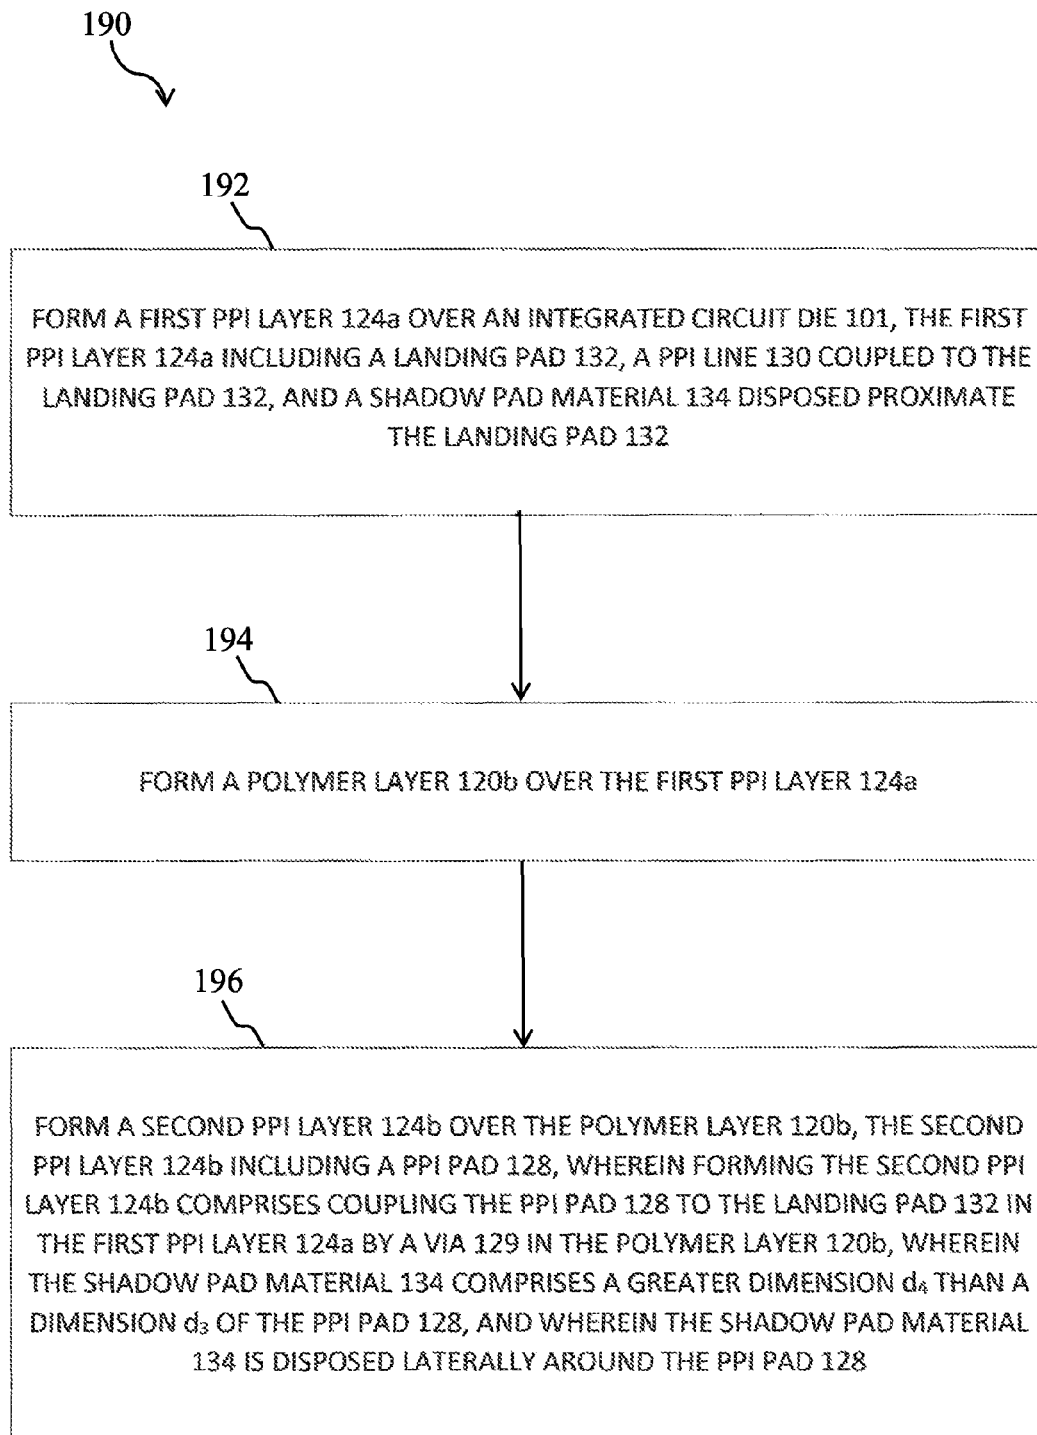 190
192
FORM A FIRST PPI LAYER 124a OVER AN INTEGRATED CIRCUIT DIE 101, THE FIRST
PPI LAYER 124a INCLUDING A LANDING PAD 132, A PPI LINE 130 COUPLED TO THE
LANDING PAD 132, AND A SHADOW PAD MATERIAL 134 DISPOSED PROXIMATE
THE LANDING PAD 132
194
FORM A POLYMER LAYER 120b OVER THE FIRST PPI LAYER 124a
196
FORM A SECOND PPI LAYER 124b OVER THE POLYMER LAYER 120b, THE SECOND
PPI LAYER 124b INCLUDING A PPI PAD 128, WHEREIN FORMING THE SECOND PPI
LAYER 124b COMPRISES COUPLING THE PPI PAD 128 TO THE LANDING PAD 132 IN
THE FIRST PPI LAYER 124a BY A VIA 129 IN THE POLYMER LAYER 120b, WHEREIN
THE SHADOW PAD MATERIAL 134 COMPRISES A GREATER DIMENSION d₄ THAN A
DIMENSION d₃ OF THE PPI PAD 128, AND WHEREIN THE SHADOW PAD MATERIAL
134 IS DISPOSED LATERALLY AROUND THE PPI PAD 128